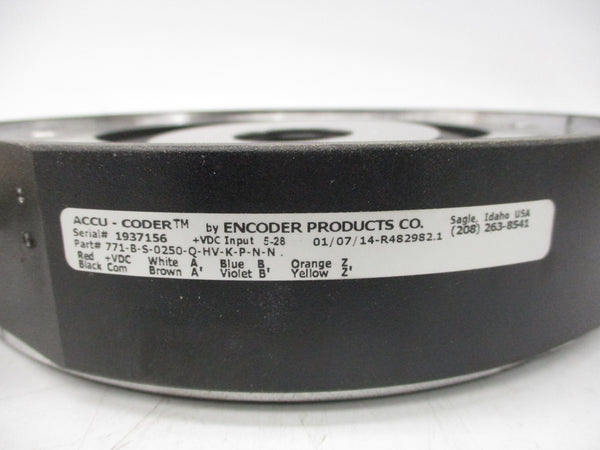 ACCU - CODER™ by ENCODER PRODUCTS CO. Sagle, Idaho USA
Serial# 1937156 +VDC Input 5-28 01/07/14-R482982.1 (208) 263-8541
Part# 771-B-S-0250-Q-HV-K-P-N-N .
Red +VDC White A Blue B Orange Z
Black Com Brown A' Violet B' Yellow Z'